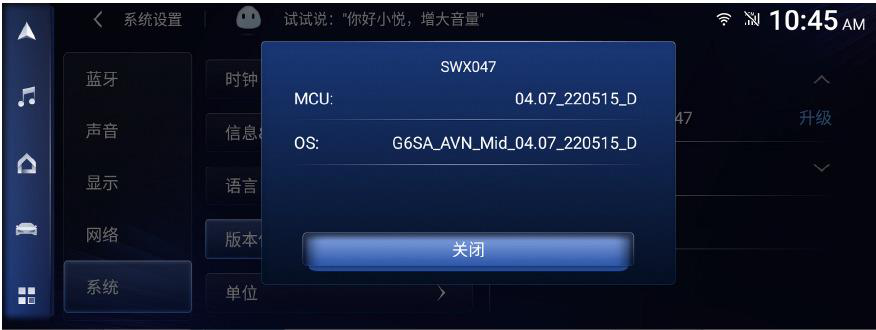 系统设置
试试说："你好小悦，增大音量"
10:45 AM
SWX047
MCU: 04.07_220515_D
OS: G6SA_AVN_Mid_04.07_220515_D
关闭
蓝牙
声音
显示
网络
系统
时钟
信息&
语言
版本
单位
47
升级